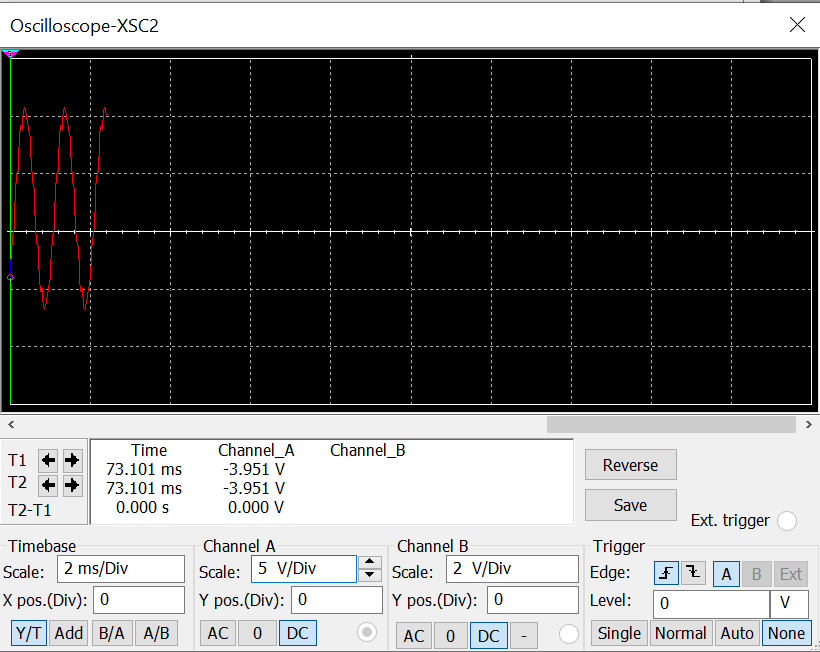 Oscilloscope-XSC2
Time Channel_A Channel_B
T1 73.101 ms -3.951 V
T2 73.101 ms -3.951 V
T2-T1 0.000 s 0.000 V
Reverse
Save
Ext. trigger
Timebase Channel A Channel B Trigger
Scale: 2 ms/Div Scale: 5 V/Div Scale: 2 V/Div Edge: A B Ext
X pos.(Div): 0 Y pos.(Div): 0 Y pos.(Div): 0 Level: 0 V
Y/T Add B/A A/B AC 0 DC AC 0 DC - Single Normal Auto None